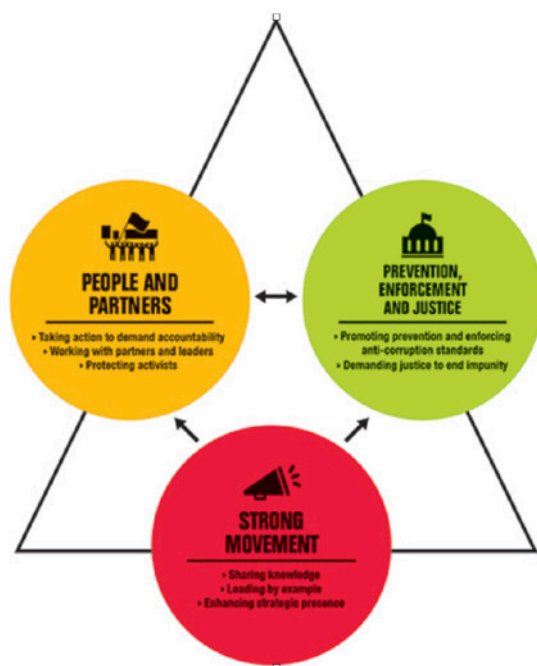 PEOPLE AND
PARTNERS
▸ Taking action to demand accountability
▸ Working with partners and leaders
▸ Protecting activists
PREVENTION,
ENFORCEMENT
AND JUSTICE
▸ Promoting prevention and enforcing
anti-corruption standards
▸ Demanding justice to end impunity
STRONG
MOVEMENT
▸ Sharing knowledge
▸ Leading by example
▸ Enhancing strategic presence